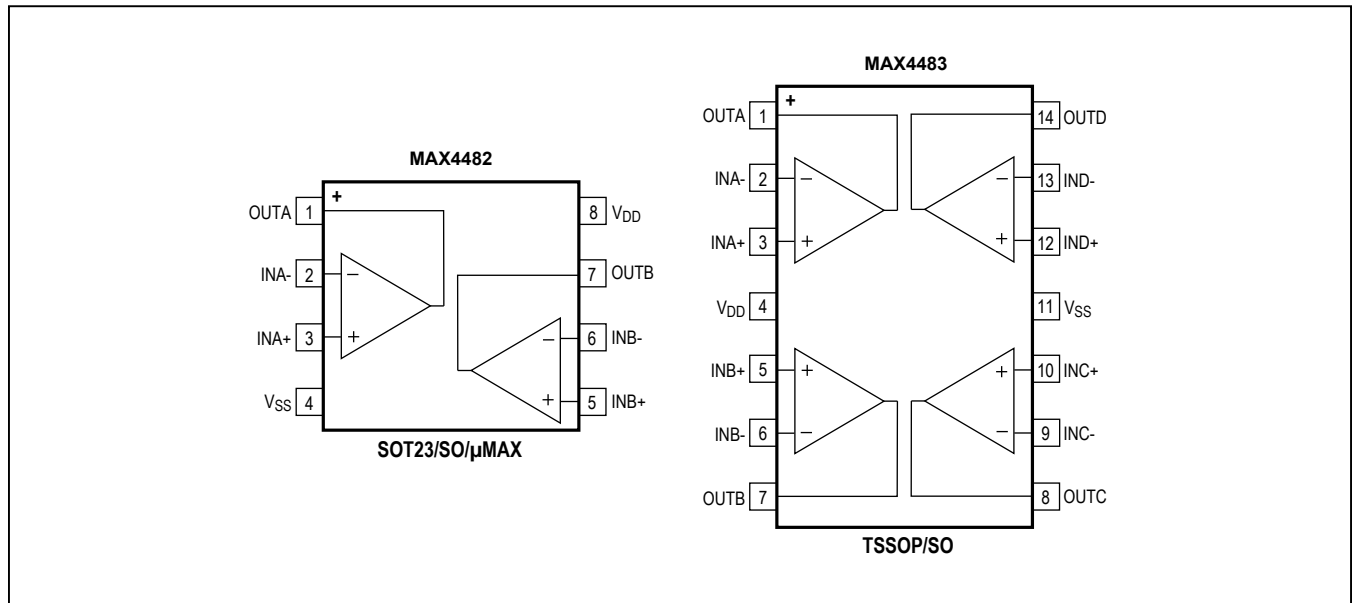 MAX4482
+
OUTA 1
8 VDD
INA- 2
−
7 OUTB
INA+ 3
+
−
6 INB-
VSS 4
+
5 INB+
SOT23/SO/µMAX
MAX4483
+
OUTA 1
14 OUTD
INA- 2
−
−
13 IND-
INA+ 3
+
+
12 IND+
VDD 4
11 VSS
INB+ 5
+
+
10 INC+
INB- 6
−
−
9 INC-
OUTB 7
8 OUTC
TSSOP/SO